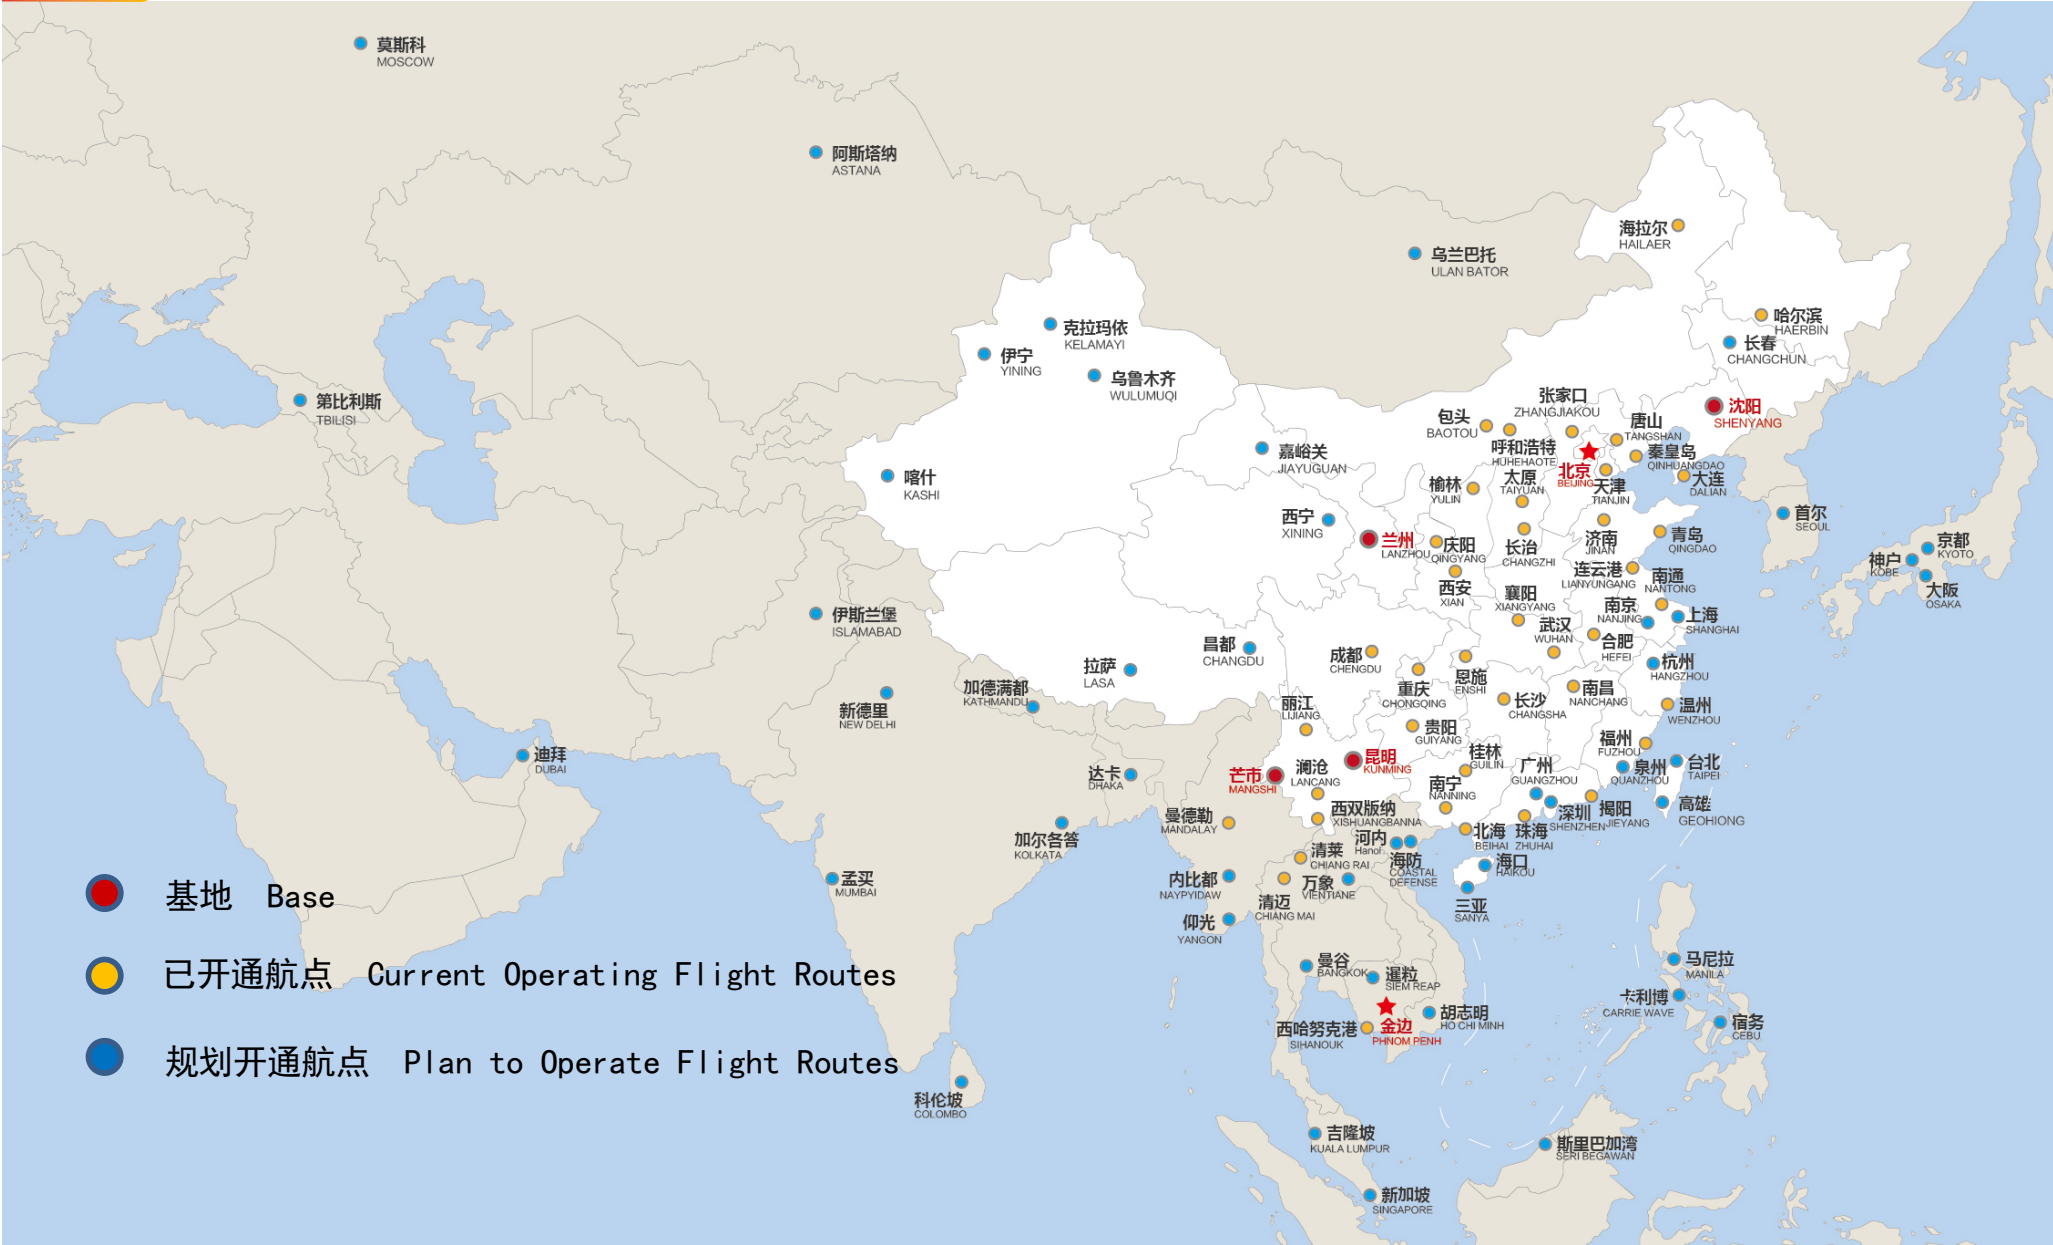 莫斯科
MOSCOW
阿斯塔纳
ASTANA
海拉尔
HAILAER
乌兰巴托
ULAN BATOR
哈尔滨
HAERBIN
克拉玛依
KELAMAYI
长春
CHANGCHUN
伊宁
YINING
乌鲁木齐
WULUMUQI
第比利斯
TBILISI
张家口
ZHANGJIAKOU
沈阳
SHENYANG
包头
BAOTOU
唐山
TANGSHAN
呼和浩特
HUHEHAOTE
秦皇岛
QINHUANGDAO
嘉峪关
JIAYUGUAN
北京
BEIJING
喀什
KASHI
榆林
YULIN
太原
TAIYUAN
天津
TIANJIN
大连
DALIAN
西宁
XINING
首尔
SEOUL
兰州
LANZHOU
庆阳
QINGYANG
长治
CHANGZHI
济南
JINAN
青岛
QINGDAO
京都
KYOTO
神户
KOBE
大阪
OSAKA
西安
XIAN
连云港
LIANYUNGANG
南通
NANTONG
襄阳
XIANGYANG
南京
NANJING
上海
SHANGHAI
伊斯兰堡
ISLAMABAD
武汉
WUHAN
合肥
HEFEI
昌都
CHANGDU
成都
CHENGDU
杭州
HANGZHOU
拉萨
LASA
恩施
ENSHI
加德满都
KATHMANDU
重庆
CHONGQING
南昌
NANCHANG
新德里
NEW DELHI
丽江
LIJIANG
长沙
CHANGSHA
温州
WENZHOU
贵阳
GUIYANG
福州
FUZHOU
迪拜
DUBAI
昆明
KUNMING
桂林
GUILIN
广州
GUANGZHOU
泉州
QUANZHOU
台北
TAIPEI
达卡
DHAKA
芒市
MANGSHI
澜沧
LANCANG
南宁
NANNING
西双版纳
XISHUANGBANNA
深圳
SHENZHEN
揭阳
JIEYANG
高雄
GEOHIONG
曼德勒
MANDALAY
加尔各答
KOLKATA
河内
Hanoi
北海
BEIHAI
珠海
ZHUHAI
清莱
CHIANG RAI
海防
COASTAL
DEFENSE
海口
HAIKOU
孟买
MUMBAI
内比都
NAYPYIDAW
万象
VIENTIANE
基地 Base
清迈
CHIANG MAI
三亚
SANYA
仰光
YANGON
曼谷
BANGKOK
暹粒
SIEM REAP
马尼拉
MANILA
已开通航点 Current Operating Flight Routes
卡利博
CARRIE WAVE
胡志明
HO CHI MINH
宿务
CEBU
西哈努克港
SIHANOUK
金边
PHNOM PENH
规划开通航点 Plan to Operate Flight Routes
科伦坡
COLOMBO
吉隆坡
KUALA LUMPUR
斯里巴加湾
SERI BEGAWAN
新加坡
SINGAPORE